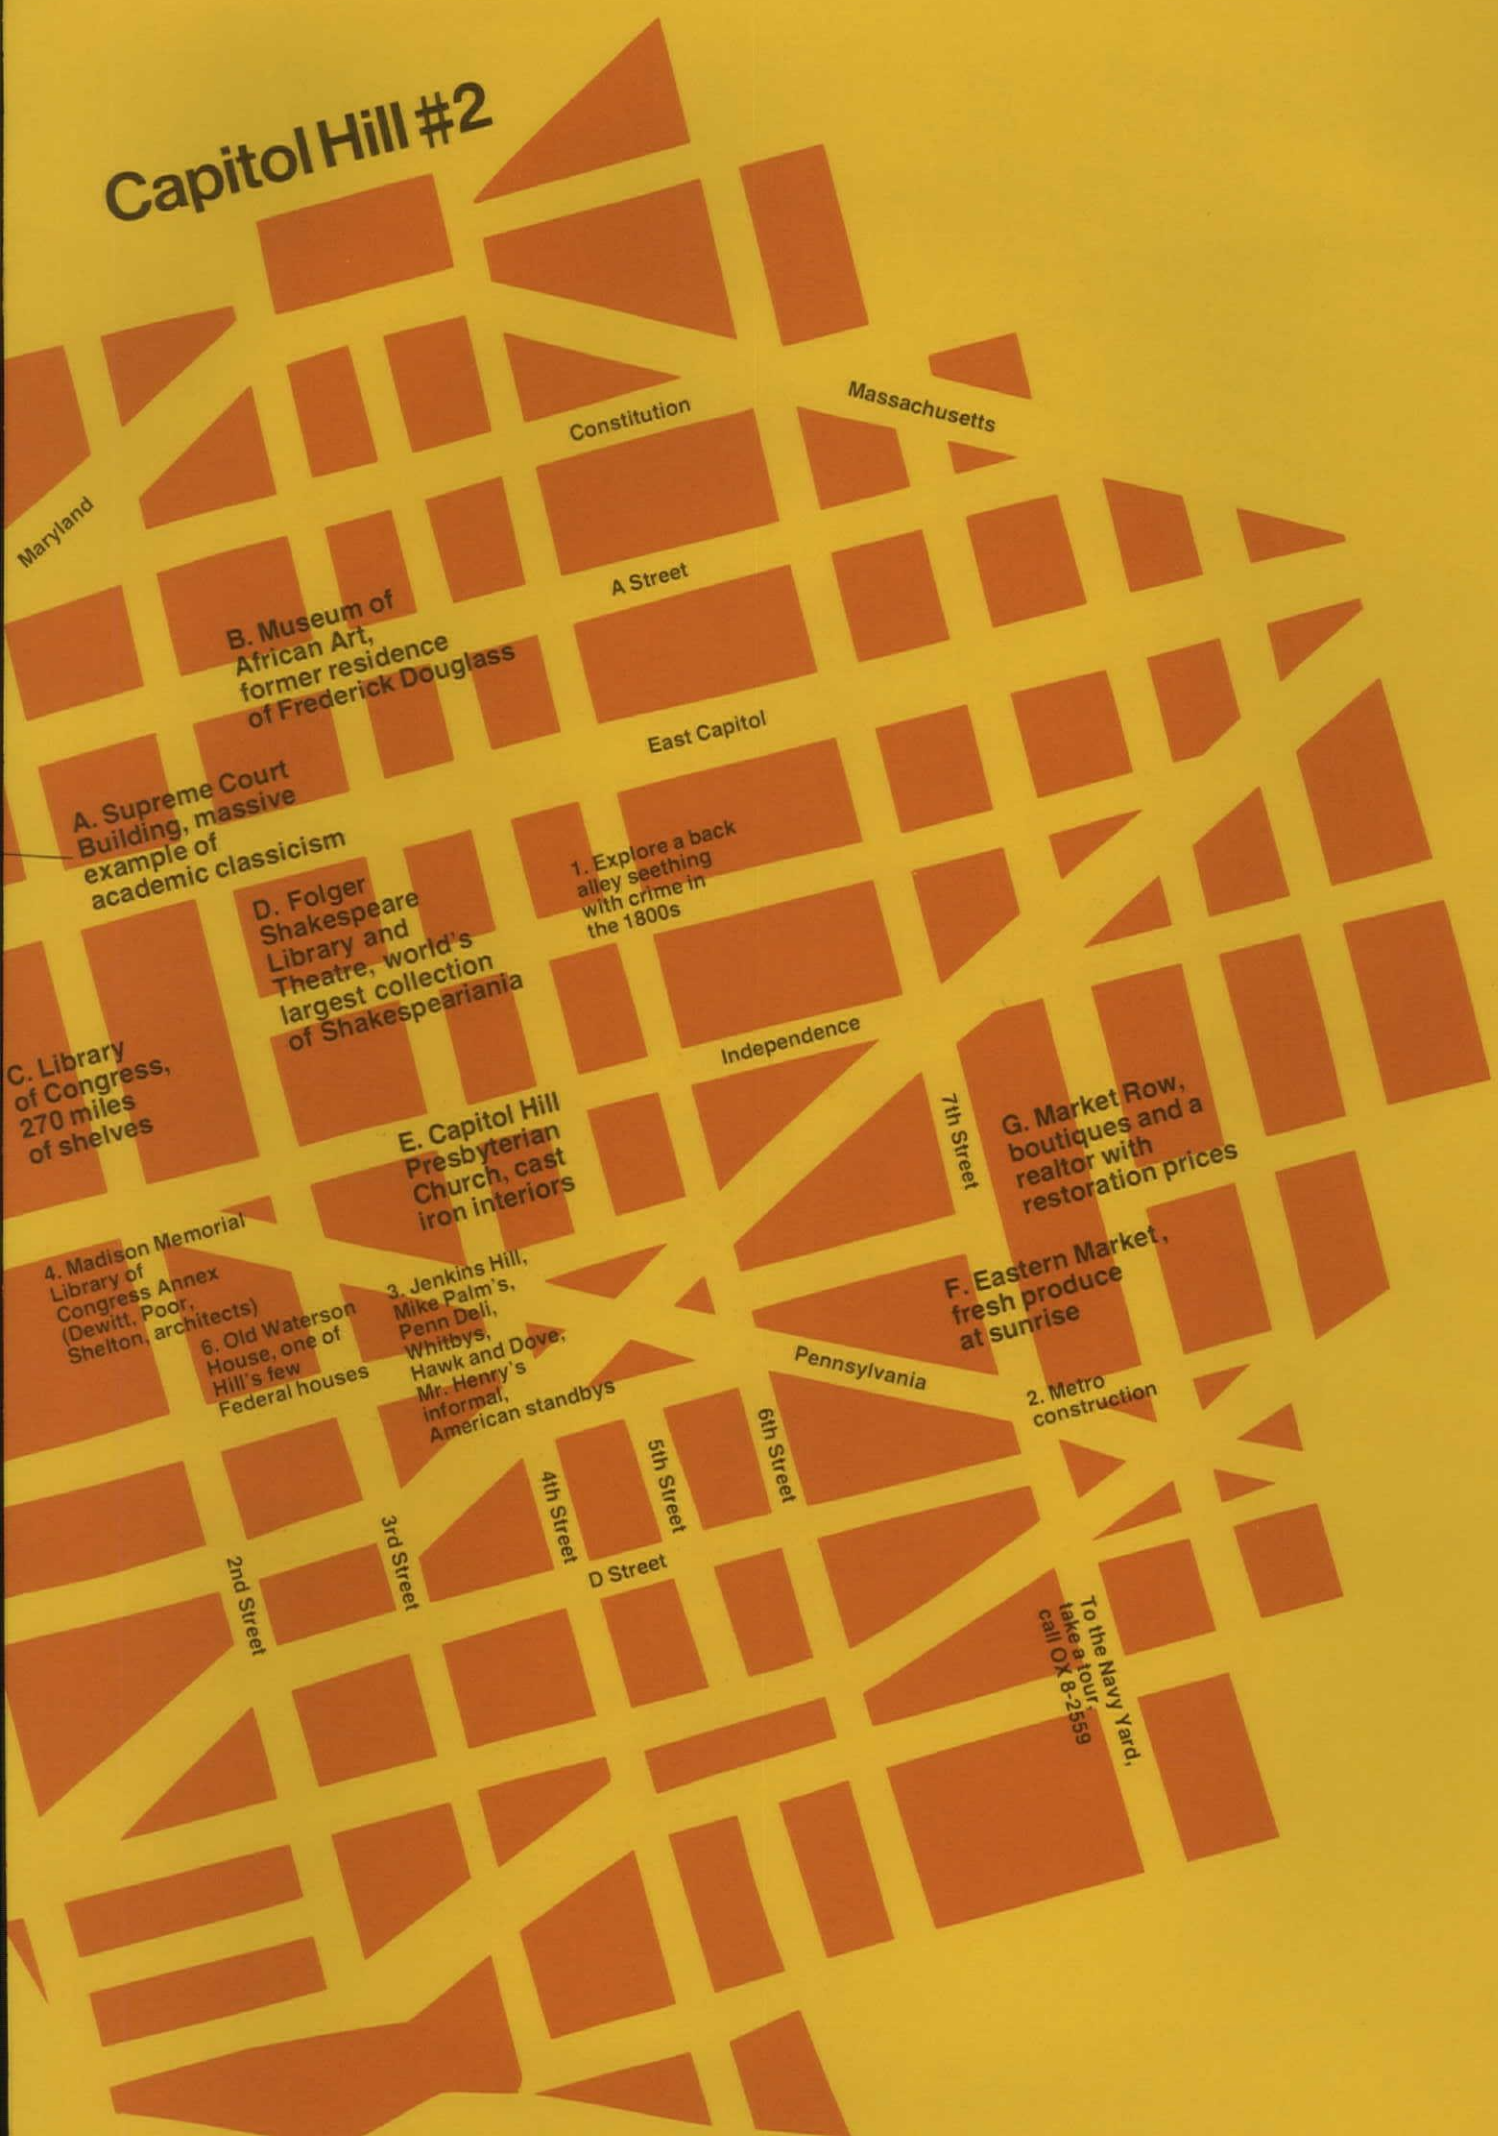 Capitol Hill #2
Massachusetts
Constitution
Maryland
A Street
B. Museum of
African Art,
former residence
of Frederick Douglass
East Capitol
A. Supreme Court
Building, massive
example of
academic classicism
1. Explore a back
alley seething
with crime in
the 1800s
D. Folger
Shakespeare
Library and
Theatre, world's
largest collection
of Shakespeariania
Independence
C. Library
of Congress,
270 miles
of shelves
E. Capitol Hill
Presbyterian
Church, cast
iron interiors
7th Street
G. Market Row,
boutiques and a
realtor with
restoration prices
4. Madison Memorial
Library of
Congress Annex
(Dewitt, Poor,
Shelton, architects)
6. Old Waterson
House, one of
Hill's few
Federal houses
3. Jenkins Hill,
Mike Palm's,
Penn Deli,
Whitbys,
Hawk and Dove,
Mr. Henry's
informal,
American standbys
F. Eastern Market,
fresh produce
at sunrise
Pennsylvania
2. Metro
construction
6th Street
5th Street
4th Street
3rd Street
2nd Street
D Street
To the Navy Yard,
take a tour,
call OX 8-2559